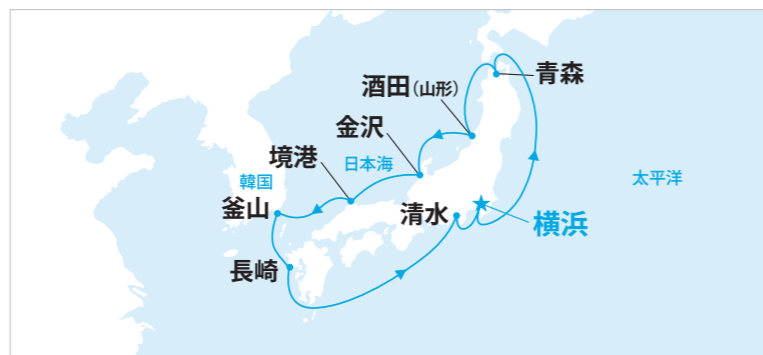 青森
酒田(山形)
金沢
境港
日本海
韓国
太平洋
釜山
清水
横浜
長崎